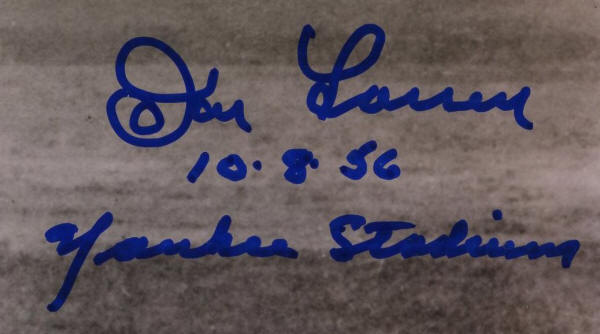 Don Larsen
10·8·56
Yankee Stadium